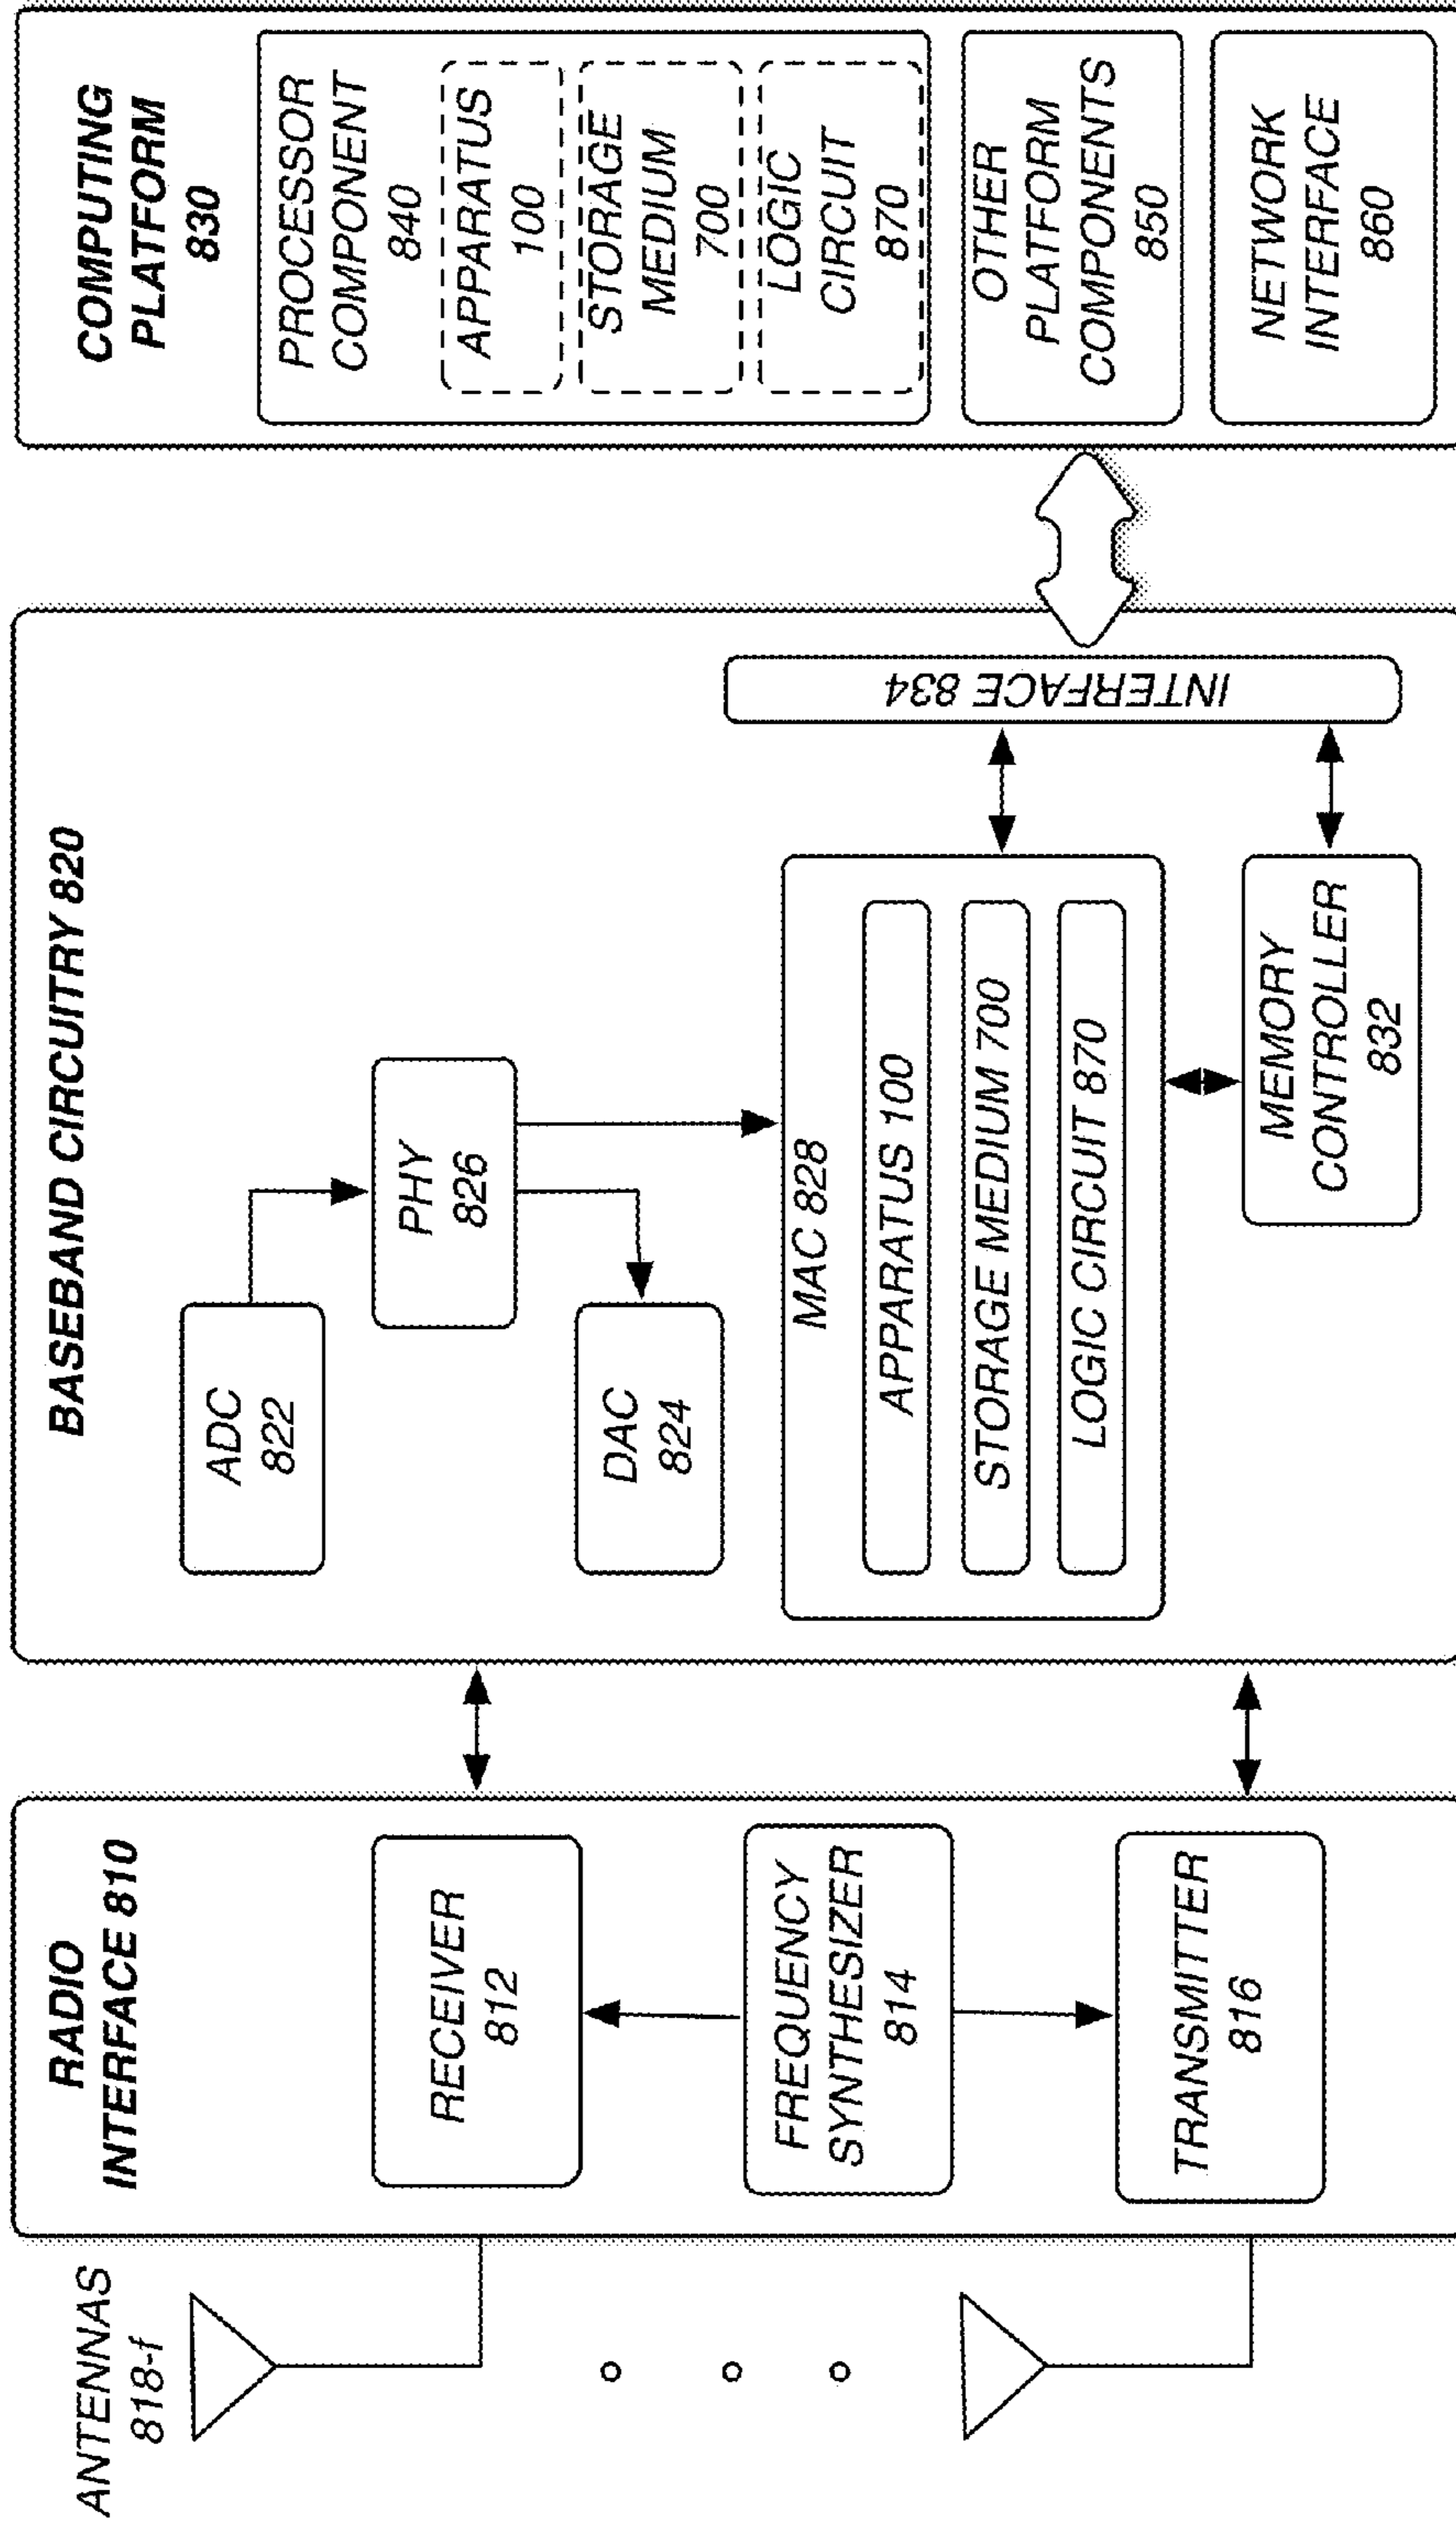 ANTENNAS
818-f
RADIO
INTERFACE 810
RECEIVER
812
FREQUENCY
SYNTHESIZER
814
TRANSMITTER
816
BASEBAND CIRCUITRY 820
ADC
822
PHY
826
DAC
824
MAC 828
APPARATUS 100
STORAGE MEDIUM 700
LOGIC CIRCUIT 870
MEMORY
CONTROLLER
832
INTERFACE 834
COMPUTING
PLATFORM
830
PROCESSOR
COMPONENT
840
APPARATUS
100
STORAGE
MEDIUM
700
LOGIC
CIRCUIT
870
OTHER
PLATFORM
COMPONENTS
850
NETWORK
INTERFACE
860